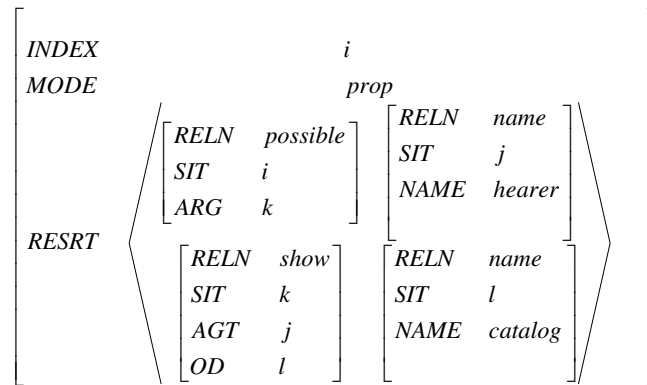 INDEX i
MODE prop
RELN possible RELN name
SIT i SIT j
ARG k NAME hearer
RESRT
RELN show RELN name
SIT k SIT l
AGT j NAME catalog
OD l